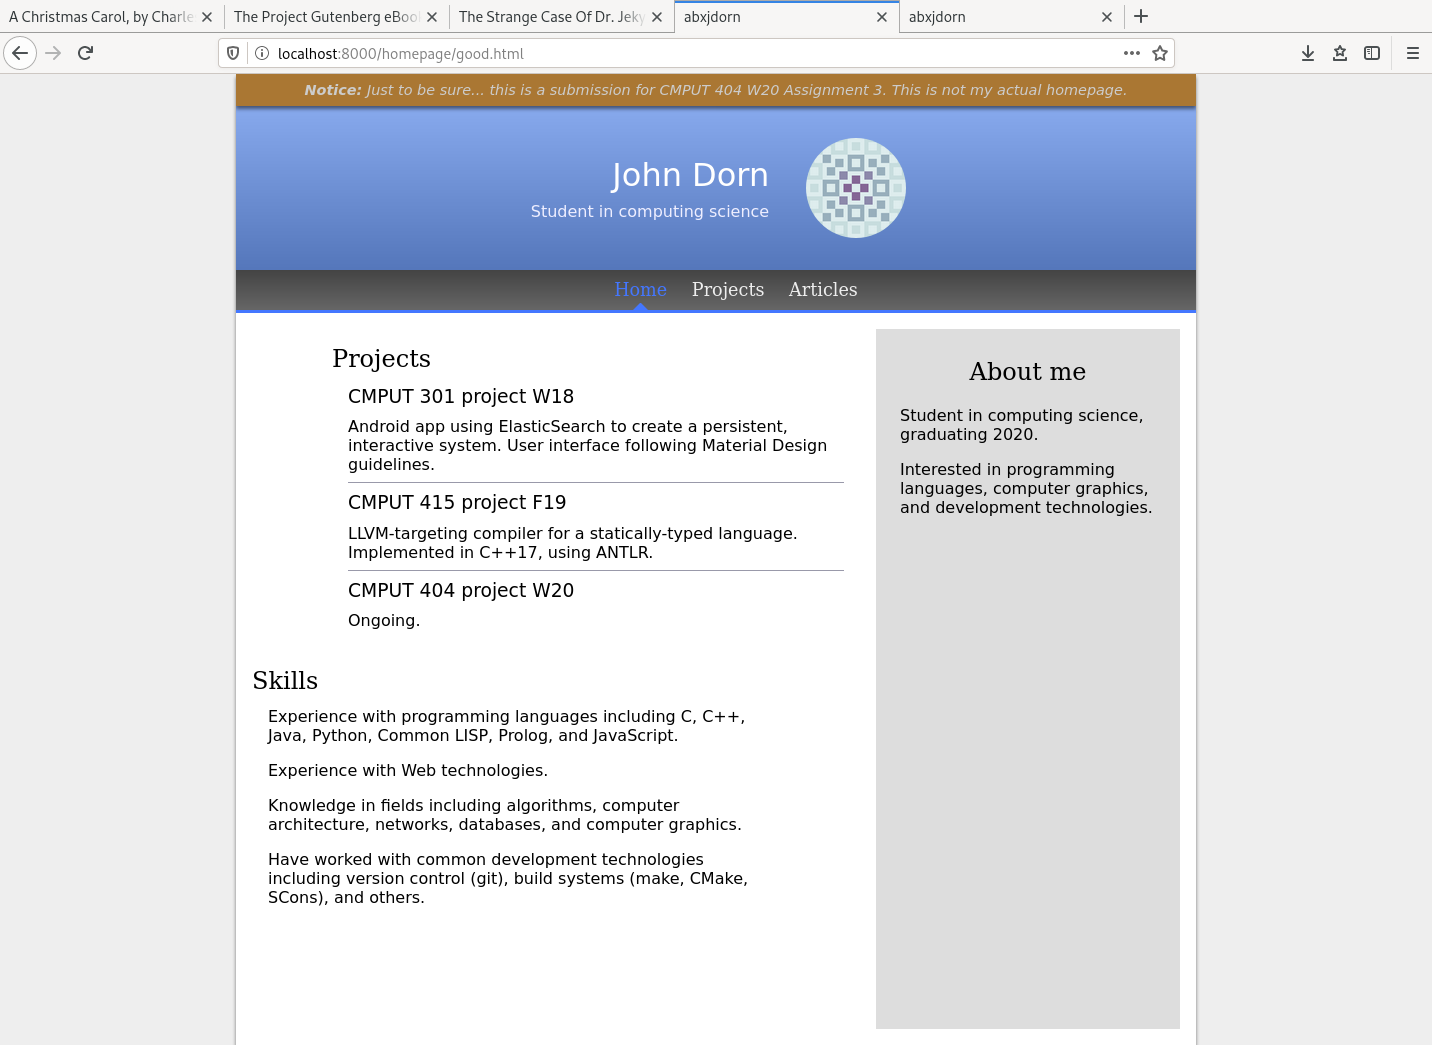 A Christmas Carol, by Charle
The Project Gutenberg eBoo
The Strange Case Of Dr. Jeky
abxjdorn
abxjdorn
localhost:8000/homepage/good.html
Notice: Just to be sure... this is a submission for CMPUT 404 W20 Assignment 3. This is not my actual homepage.
John Dorn
Student in computing science
Home Projects Articles
Projects
CMPUT 301 project W18
Android app using ElasticSearch to create a persistent,
interactive system. User interface following Material Design
guidelines.
CMPUT 415 project F19
LLVM-targeting compiler for a statically-typed language.
Implemented in C++17, using ANTLR.
CMPUT 404 project W20
Ongoing.
Skills
Experience with programming languages including C, C++,
Java, Python, Common LISP, Prolog, and JavaScript.
Experience with Web technologies.
Knowledge in fields including algorithms, computer
architecture, networks, databases, and computer graphics.
Have worked with common development technologies
including version control (git), build systems (make, CMake,
SCons), and others.
About me
Student in computing science,
graduating 2020.
Interested in programming
languages, computer graphics,
and development technologies.